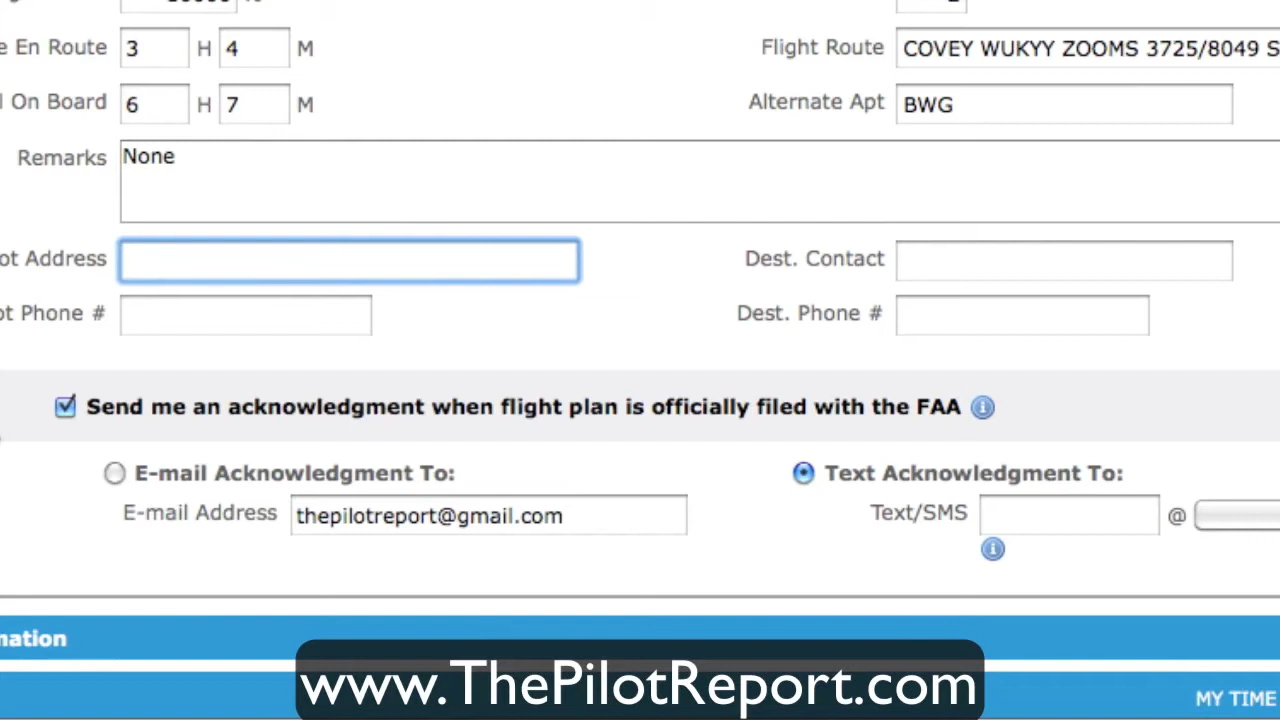 e En Route 3 H 4 M Flight Route COVEY WUKYY ZOOMS 3725/8049 S
On Board 6 H 7 M Alternate Apt BWG
Remarks None
ot Address Dest. Contact
ot Phone # Dest. Phone #
Send me an acknowledgment when flight plan is officially filed with the FAA
E-mail Acknowledgment To: Text Acknowledgment To:
E-mail Address thepilotreport@gmail.com Text/SMS @
mation
www.ThePilotReport.com
MY TIME